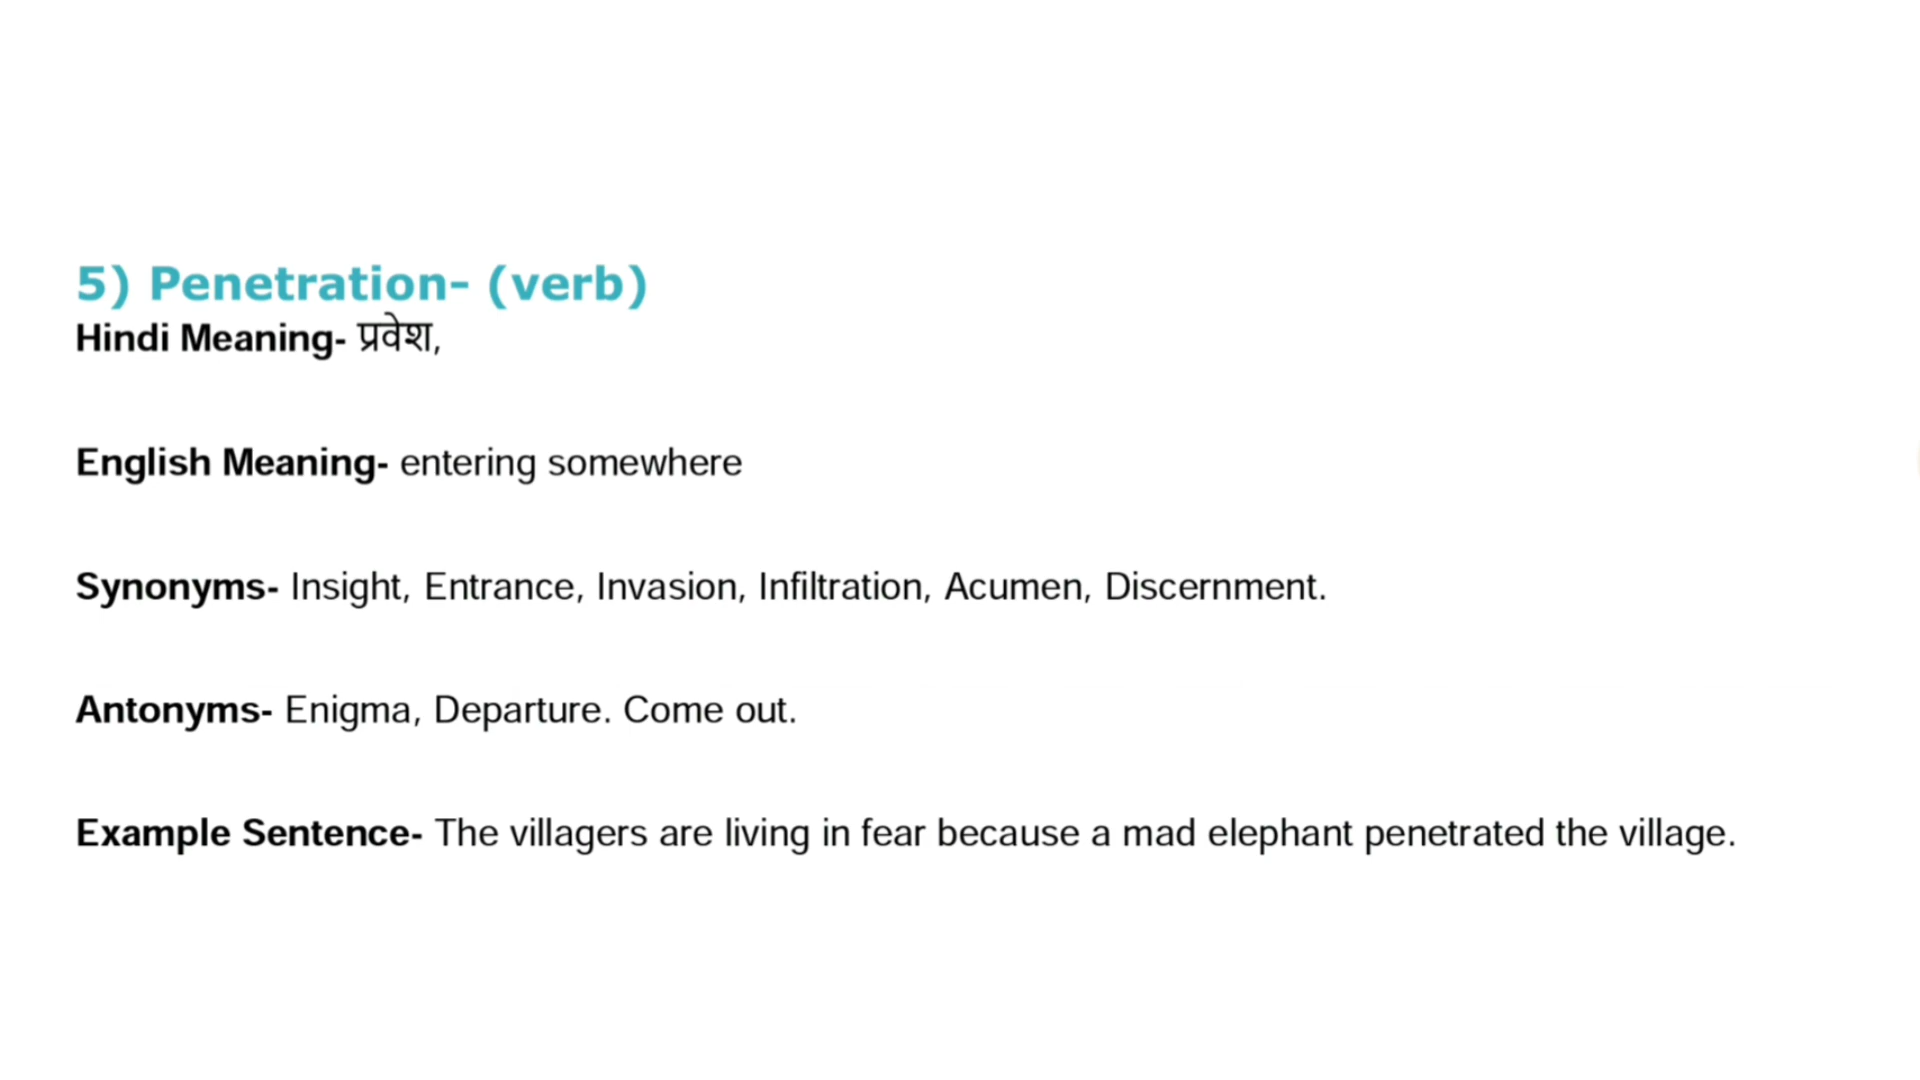 5) Penetration- (verb)
Hindi Meaning- प्रवेश,
English Meaning- entering somewhere
Synonyms- Insight, Entrance, Invasion, Infiltration, Acumen, Discernment.
Antonyms- Enigma, Departure. Come out.
Example Sentence- The villagers are living in fear because a mad elephant penetrated the village.